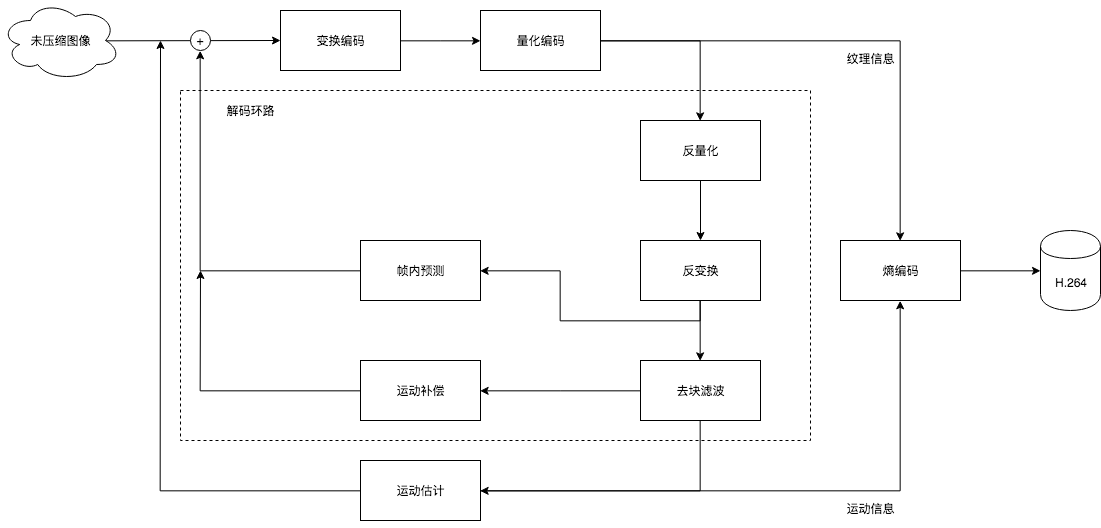 未压缩图像
+
变换编码
量化编码
纹理信息
解码环路
反量化
帧内预测
反变换
熵编码
H.264
运动补偿
去块滤波
运动估计
运动信息